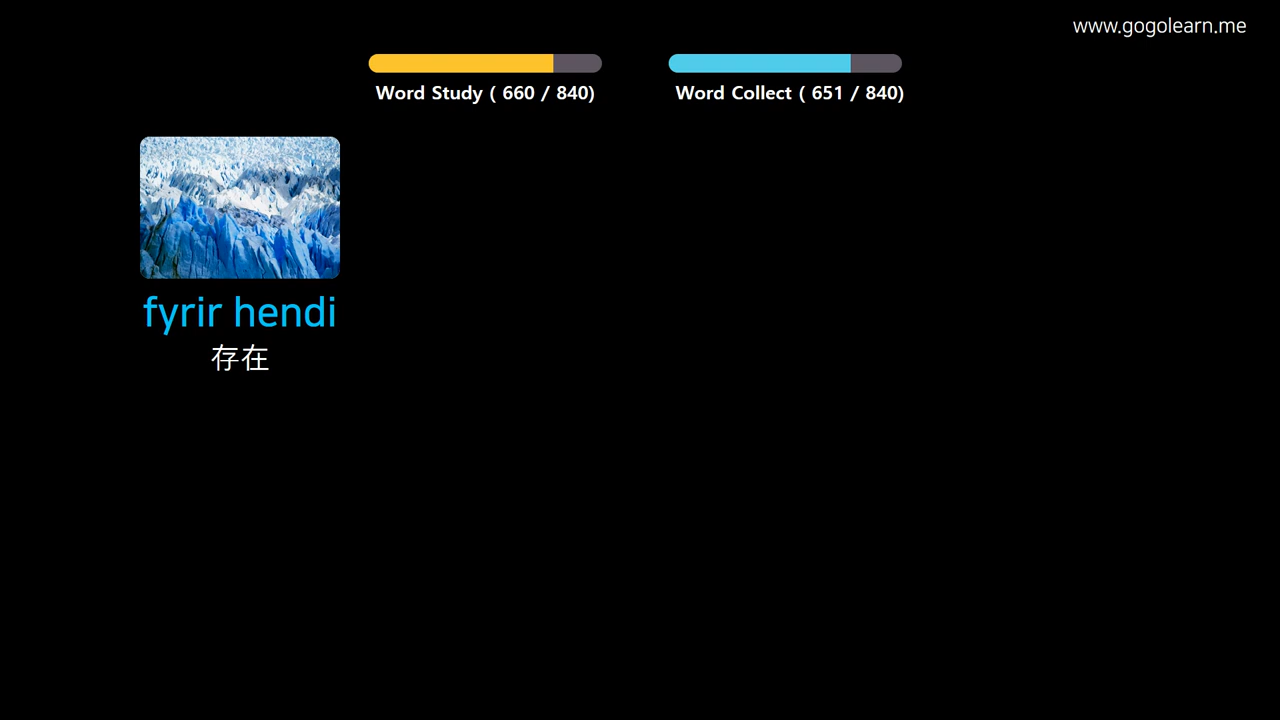 www.gogolearn.me
Word Study ( 660 / 840)
Word Collect ( 651 / 840)
fyrir hendi
存在